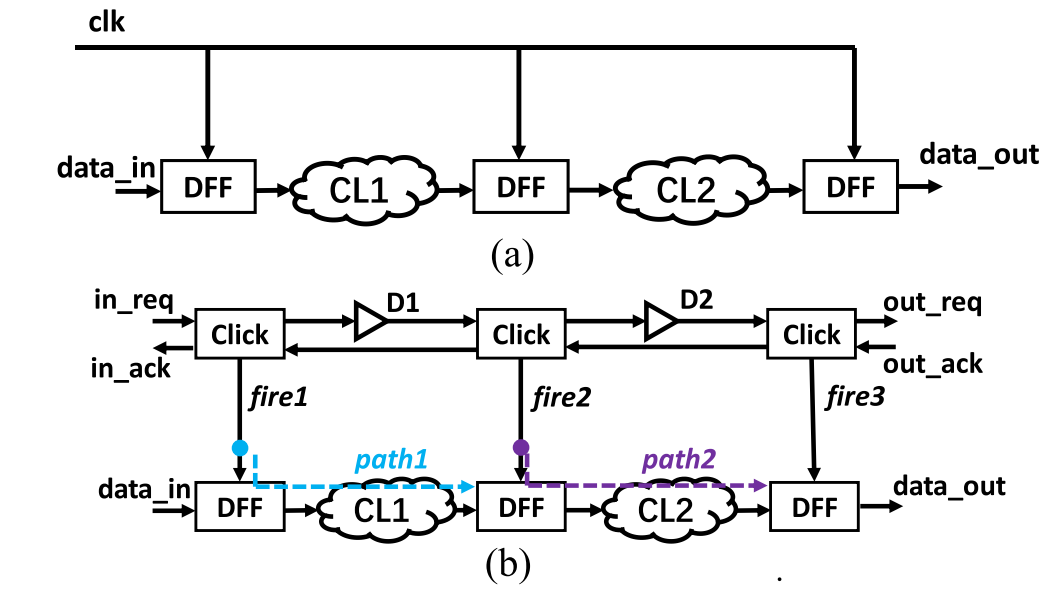 clk
data_in
data_out
DFF
CL1
DFF
CL2
DFF
(a)
in_req
D1
D2
out_req
Click
Click
Click
in_ack
out_ack
fire1
fire2
fire3
path1
path2
data_in
data_out
DFF
CL1
DFF
CL2
DFF
(b)
.